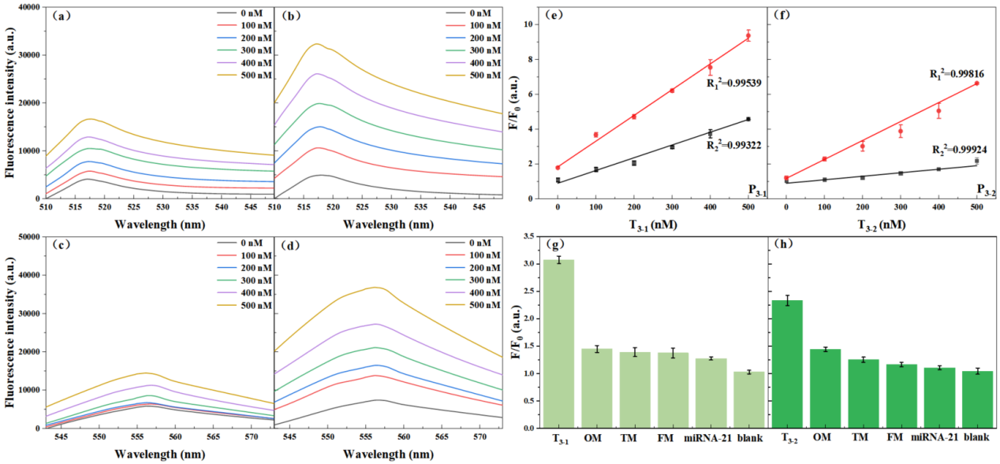 (a)
0 nM
100 nM
200 nM
300 nM
400 nM
500 nM
Fluorescence intensity (a.u.)
40000
30000
20000
10000
0
510 515 520 525 530 535 540 545
Wavelength (nm)
(b)
0 nM
100 nM
200 nM
300 nM
400 nM
500 nM
510 515 520 525 530 535 540 545
Wavelength (nm)
(c)
0 nM
100 nM
200 nM
300 nM
400 nM
500 nM
Fluorescence intensity (a.u.)
50000
40000
30000
20000
10000
0
545 550 555 560 565 570
Wavelength (nm)
(d)
0 nM
100 nM
200 nM
300 nM
400 nM
500 nM
545 550 555 560 565 570
Wavelength (nm)
(e)
F/F0 (a.u.)
10
8
6
4
2
0
R1²=0.99539
R2²=0.99322
P3-1
0 100 200 300 400 500
T3-1 (nM)
(f)
R1²=0.99816
R2²=0.99924
P3-2
0 100 200 300 400 500
T3-2 (nM)
(g)
F/F0 (a.u.)
3.5
3.0
2.5
2.0
1.5
1.0
0.5
0.0
T3-1 OM TM FM miRNA-21 blank
(h)
T3-2 OM TM FM miRNA-21 blank